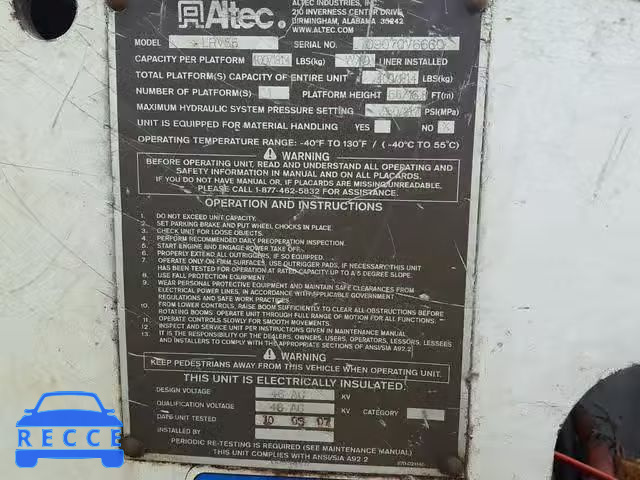 Altec®
ALTEC INDUSTRIES, INC.
210 INVERNESS CENTER DRIVE
BIRMINGHAM, ALABAMA 35242
WWW.ALTEC.COM
MODEL LRV56 SERIAL NO.
CAPACITY PER PLATFORM 400/181 LBS(kg) LINER INSTALLED
TOTAL PLATFORM(S) CAPACITY OF ENTIRE UNIT 400/181 LBS(kg)
NUMBER OF PLATFORM(S) 1 PLATFORM HEIGHT FT(m)
MAXIMUM HYDRAULIC SYSTEM PRESSURE SETTING PSI(MPa)
UNIT IS EQUIPPED FOR MATERIAL HANDLING YES NO X
OPERATING TEMPERATURE RANGE: -40°F TO 130°F / (-40°C TO 55°C)
WARNING
BEFORE OPERATING UNIT, READ AND UNDERSTAND ALL OPERATING AND
SAFETY INFORMATION IN MANUAL AND ON ALL PLACARDS.
IF YOU DO NOT HAVE MANUAL OR, IF PLACARDS ARE MISSING/UNREADABLE,
PLEASE CALL 1-877-462-5832 FOR ASSISTANCE.
OPERATION AND INSTRUCTIONS
1. DO NOT EXCEED UNIT CAPACITY.
2. SET PARKING BRAKE AND PUT WHEEL CHOCKS IN PLACE.
3. CHECK UNIT FOR LOOSE OBJECTS.
4. PERFORM RECOMMENDED DAILY PREOPERATION INSPECTION.
5. START ENGINE AND ENGAGE POWER TAKE OFF.
6. PROPERLY EXTEND ALL OUTRIGGERS, IF SO EQUIPPED.
7. OPERATE ONLY ON FIRM SURFACES, USE OUTRIGGER PADS, IF NECESSARY. THIS UNIT
HAS BEEN TESTED FOR OPERATION AT RATED CAPACITY UP TO A 5 DEGREE SLOPE.
8. USE FALL PROTECTION EQUIPMENT.
9. WEAR PERSONAL PROTECTIVE EQUIPMENT AND MAINTAIN SAFE CLEARANCES FROM
ELECTRICAL POWER LINES, IN ACCORDANCE WITH APPLICABLE GOVERNMENT
REGULATIONS AND SAFE WORK PRACTICES.
10. FROM LOWER CONTROLS, RAISE BOOM SUFFICIENTLY TO CLEAR ALL OBSTRUCTIONS BEFORE
ROTATING BOOMS. OPERATE UNIT THROUGH FULL RANGE OF MOTION FOR ALL FUNCTIONS.
11. OPERATE CONTROLS SLOWLY FOR SMOOTH MOVEMENTS.
12. INSPECT AND SERVICE UNIT PER INSTRUCTIONS GIVEN IN MAINTENANCE MANUAL.
13. IT IS THE RESPONSIBILITY OF THE DEALERS, OWNERS, USERS, OPERATORS, LESSORS, LESSEES
AND INSTALLERS TO COMPLY WITH THE APPROPRIATE SECTIONS OF ANSI/SIA A92.2
WARNING
KEEP PEDESTRIANS AWAY FROM THIS VEHICLE WHEN OPERATING UNIT.
THIS UNIT IS ELECTRICALLY INSULATED.
DESIGN VOLTAGE 46 AC KV
QUALIFICATION VOLTAGE 46 AC KV CATEGORY
DATE UNIT TESTED 10 05 07
INSTALLED BY
PERIODIC RE-TESTING IS REQUIRED (SEE MAINTENANCE MANUAL)
THIS UNIT COMPLIES WITH ANSI/SIA A92.2
RECCE